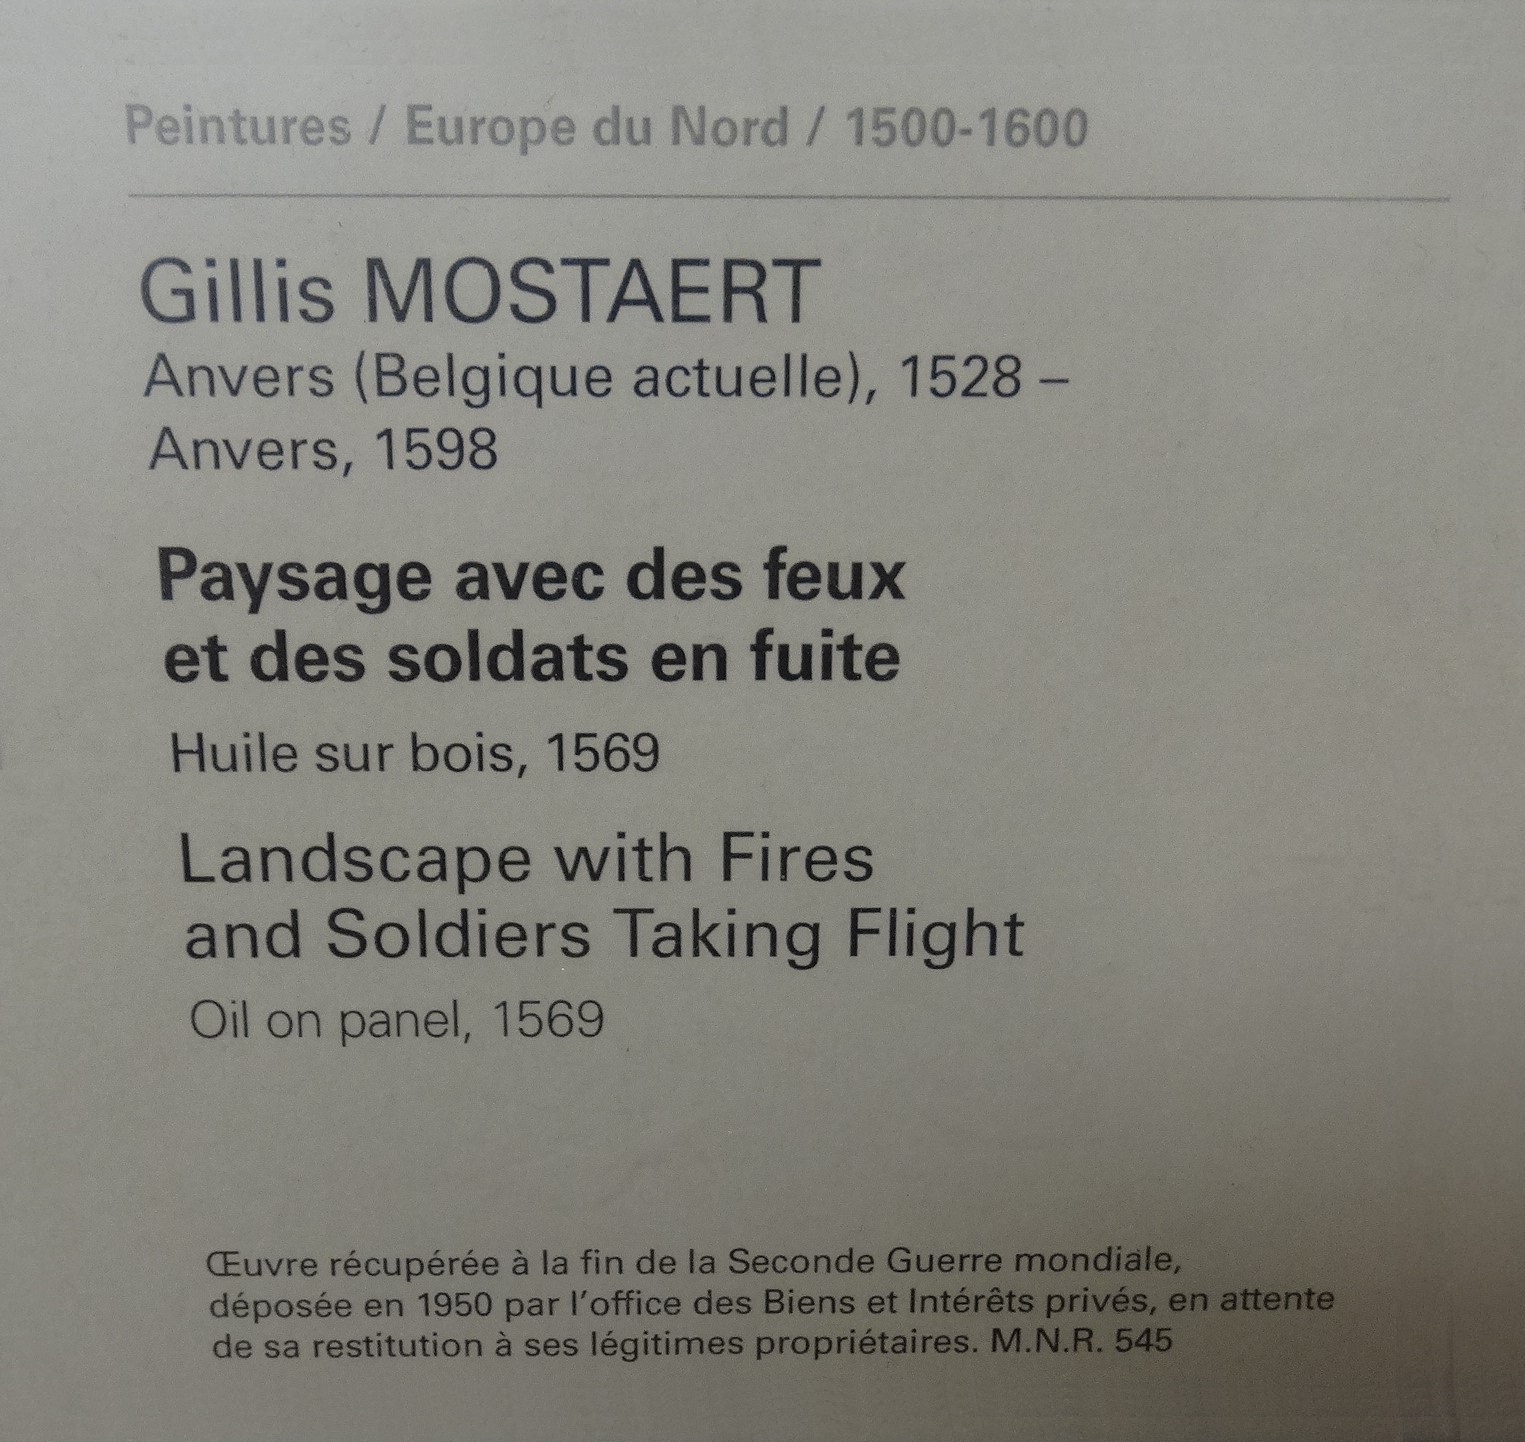 Peintures / Europe du Nord / 1500-1600
Gillis MOSTAERT
Anvers (Belgique actuelle), 1528 –
Anvers, 1598
Paysage avec des feux
et des soldats en fuite
Huile sur bois, 1569
Landscape with Fires
and Soldiers Taking Flight
Oil on panel, 1569
Œuvre récupérée à la fin de la Seconde Guerre mondiale,
déposée en 1950 par l'office des Biens et Intérêts privés, en attente
de sa restitution à ses légitimes propriétaires. M.N.R. 545